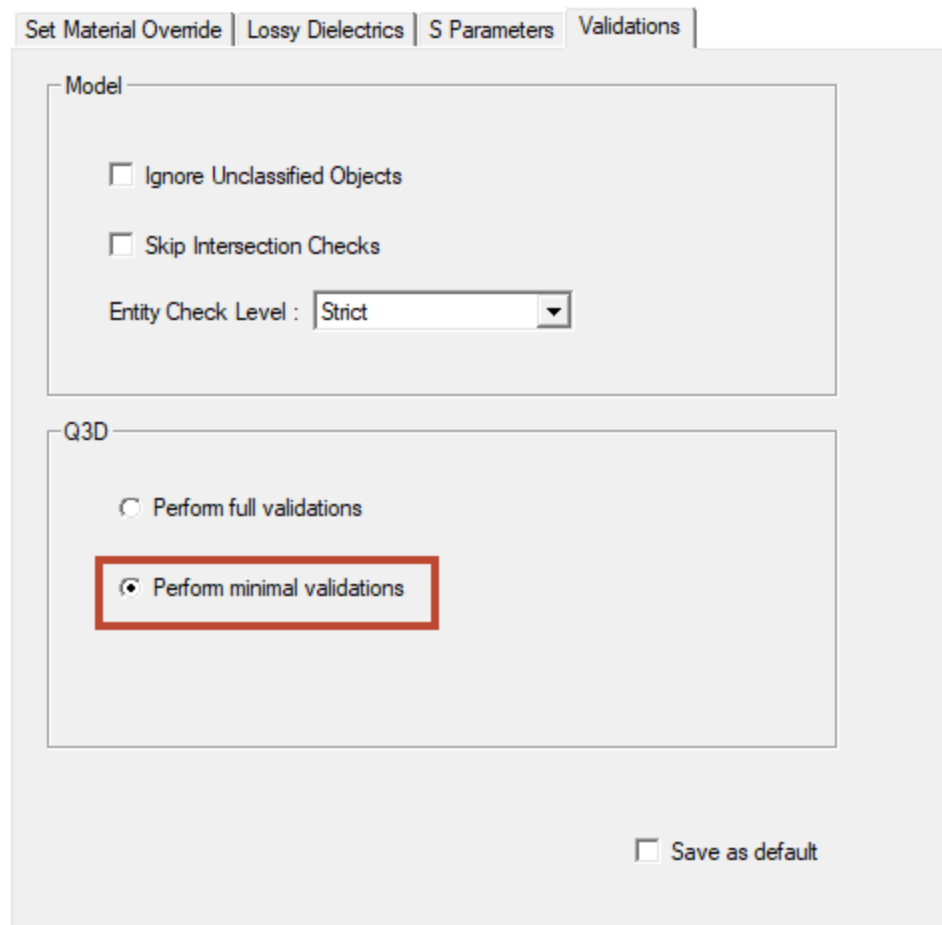 Set Material Override Lossy Dielectrics S Parameters Validations
Model
Ignore Unclassified Objects
Skip Intersection Checks
Entity Check Level : Strict
Q3D
Perform full validations
Perform minimal validations
Save as default